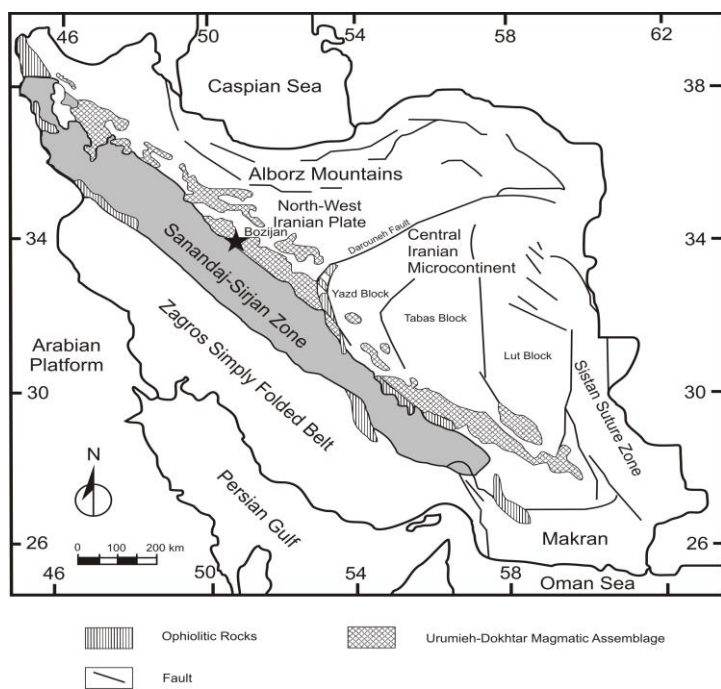 46 50 54 58 62
Caspian Sea
38 38
Alborz Mountains
North-West
Iranian Plate
Darouneh Fault
Bozijan
34 34
Central
Iranian
Microcontinent
Sanandaj-Sirjan Zone
Yazd Block
Tabas Block
Lut Block
Zagros Simply Folded Belt
Arabian
Platform
Sistan Suture Zone
30 30
N
Persian Gulf
0 100 200 km
Makran
26 26
46 50 54 58
Oman Sea
Ophiolitic Rocks
Urumieh-Dokhtar Magmatic Assemblage
Fault